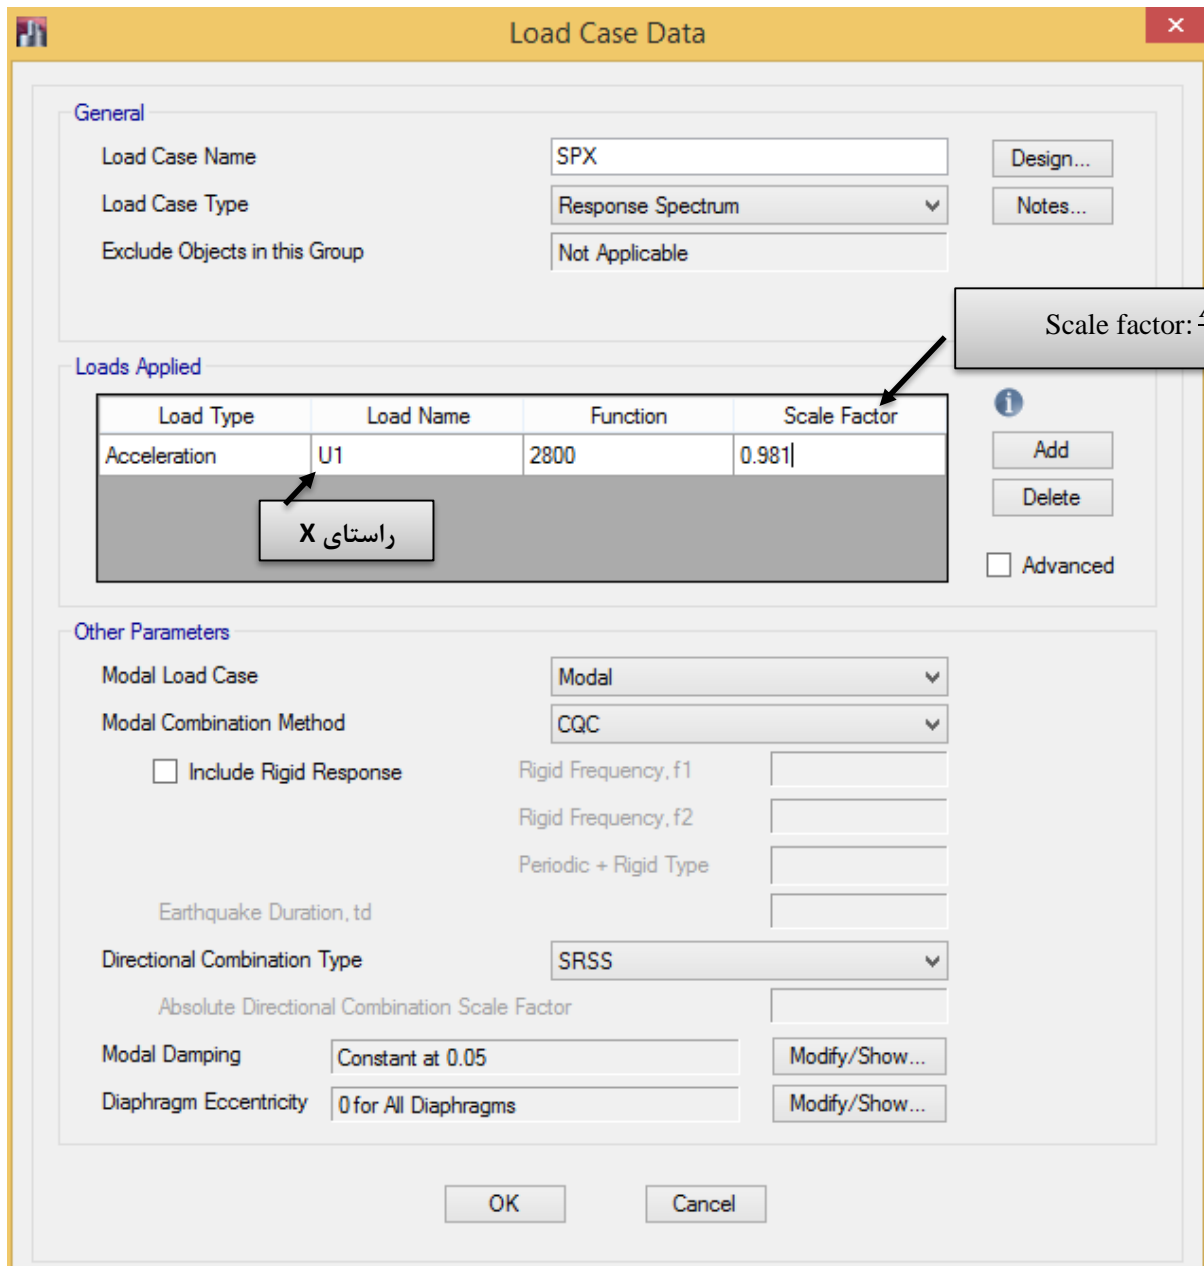 Load Case Data
General
Load Case Name SPX Design...
Load Case Type Response Spectrum Notes...
Exclude Objects in this Group Not Applicable
Scale factor:
Loads Applied
Load Type Load Name Function Scale Factor
Acceleration U1 2800 0.981
Add
Delete
راستای X
Advanced
Other Parameters
Modal Load Case Modal
Modal Combination Method CQC
Include Rigid Response Rigid Frequency, f1
Rigid Frequency, f2
Periodic + Rigid Type
Earthquake Duration, td
Directional Combination Type SRSS
Absolute Directional Combination Scale Factor
Modal Damping Constant at 0.05 Modify/Show...
Diaphragm Eccentricity 0 for All Diaphragms Modify/Show...
OK Cancel